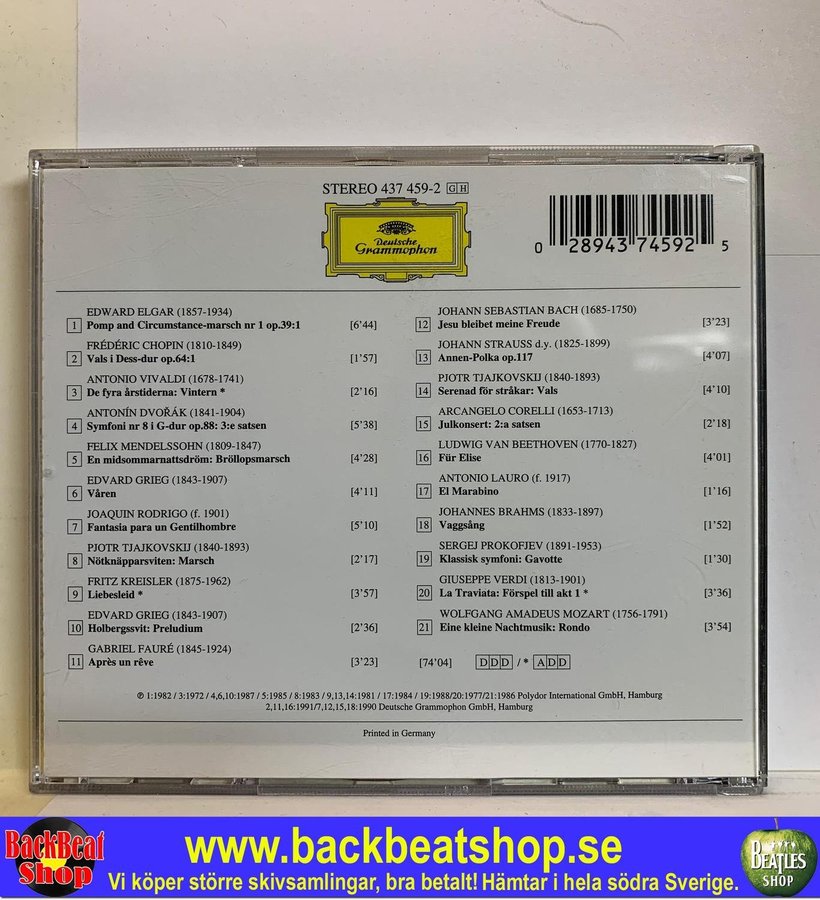 STEREO 437 459-2 GH
Deutsche
Grammophon
0 28943 74592 5
EDWARD ELGAR (1857-1934)
1 Pomp and Circumstance-marsch nr 1 op.39:1 [6'44]
FRÉDÉRIC CHOPIN (1810-1849)
2 Vals i Dess-dur op.64:1 [1'57]
ANTONIO VIVALDI (1678-1741)
3 De fyra årstiderna: Vintern * [2'16]
ANTONÍN DVOŘÁK (1841-1904)
4 Symfoni nr 8 i G-dur op.88: 3:e satsen [5'38]
FELIX MENDELSSOHN (1809-1847)
5 En midsommarnattsdröm: Bröllopsmarsch [4'28]
EDVARD GRIEG (1843-1907)
6 Våren [4'11]
JOAQUIN RODRIGO (f. 1901)
7 Fantasia para un Gentilhombre [5'10]
PJOTR TJAJKOVSKIJ (1840-1893)
8 Nötknäpparsviten: Marsch [2'17]
FRITZ KREISLER (1875-1962)
9 Liebesleid * [3'57]
EDVARD GRIEG (1843-1907)
10 Holbergssvit: Preludium [2'36]
GABRIEL FAURÉ (1845-1924)
11 Après un rêve [3'23]
JOHANN SEBASTIAN BACH (1685-1750)
12 Jesu bleibet meine Freude [3'23]
JOHANN STRAUSS d.y. (1825-1899)
13 Annen-Polka op.117 [4'07]
PJOTR TJAJKOVSKIJ (1840-1893)
14 Serenad för stråkar: Vals [4'10]
ARCANGELO CORELLI (1653-1713)
15 Julkonsert: 2:a satsen [2'18]
LUDWIG VAN BEETHOVEN (1770-1827)
16 Für Elise [4'01]
ANTONIO LAURO (f. 1917)
17 El Marabino [1'16]
JOHANNES BRAHMS (1833-1897)
18 Vaggsång [1'52]
SERGEJ PROKOFJEV (1891-1953)
19 Klassisk symfoni: Gavotte [1'30]
GIUSEPPE VERDI (1813-1901)
20 La Traviata: Förspel till akt 1 * [3'36]
WOLFGANG AMADEUS MOZART (1756-1791)
21 Eine kleine Nachtmusik: Rondo [3'54]
[74'04] DDD / * ADD
℗ 1:1982 / 3:1972 / 4,6,10:1987 / 5:1985 / 8:1983 / 9,13,14:1981 / 17:1984 / 19:1988/20:1977/21:1986 Polydor International GmbH, Hamburg
2,11,16:1991/7,12,15,18:1990 Deutsche Grammophon GmbH, Hamburg
Printed in Germany
BackBeat
Shop
www.backbeatshop.se
Vi köper större skivsamlingar, bra betalt! Hämtar i hela södra Sverige.
BEATLES
SHOP